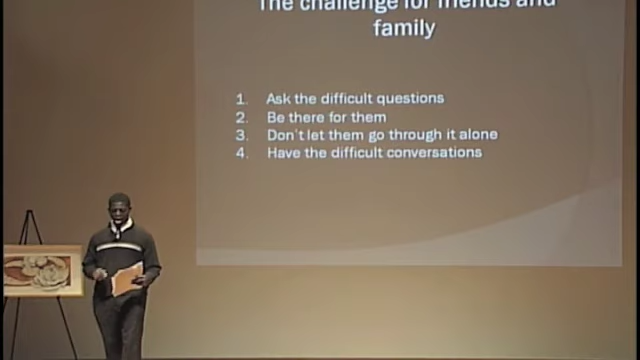 The challenge for friends and
family
1. Ask the difficult questions
2. Be there for them
3. Don't let them go through it alone
4. Have the difficult conversations